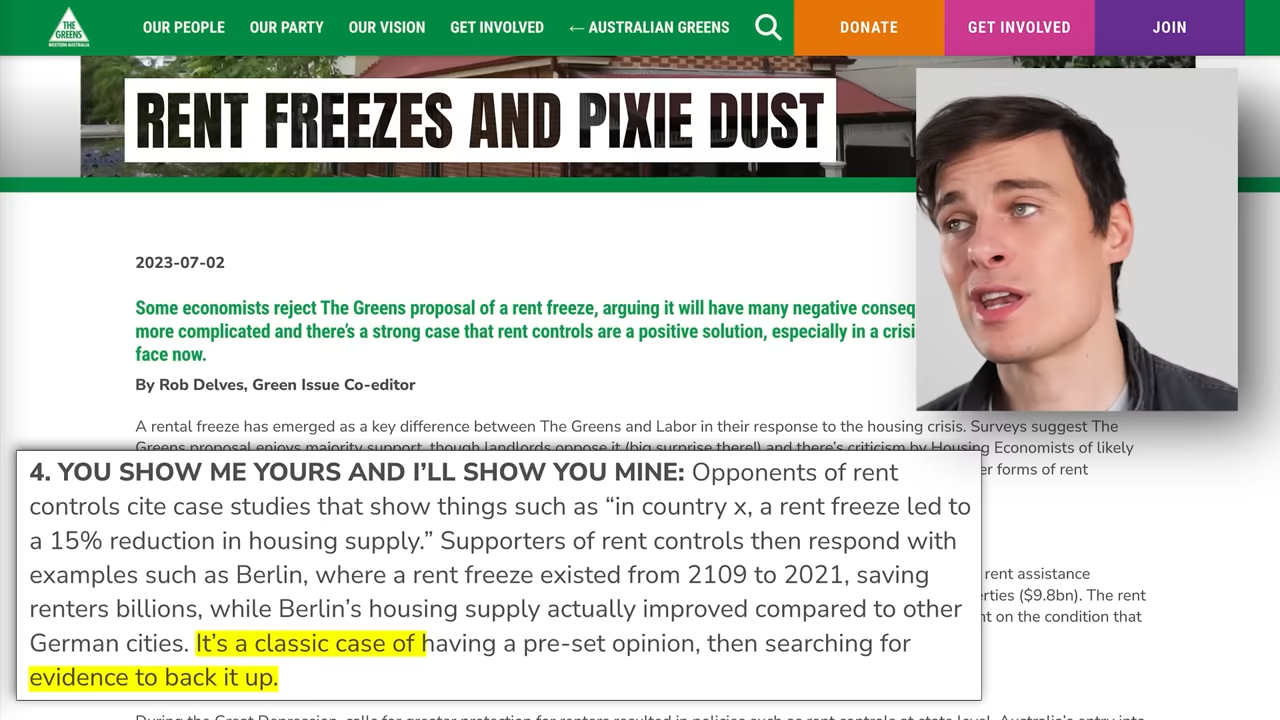 THE GREENS
WESTERN AUSTRALIA
OUR PEOPLE OUR PARTY OUR VISION GET INVOLVED ← AUSTRALIAN GREENS DONATE GET INVOLVED JOIN
RENT FREEZES AND PIXIE DUST
2023-07-02
Some economists reject The Greens proposal of a rent freeze, arguing it will have many negative
more complicated and there's a strong case that rent controls are a positive solution, especially in a
face now.
By Rob Delves, Green Issue Co-editor
A rental freeze has emerged as a key difference between The Greens and Labor in their response to the housing crisis. Surveys suggest The
Greens proposal enjoys majority support, though landlords oppose it (big surprise there!) and there's criticism by Housing Economists of likely
forms of rent
4. YOU SHOW ME YOURS AND I'LL SHOW YOU MINE: Opponents of rent
controls cite case studies that show things such as “in country x, a rent freeze led to
a 15% reduction in housing supply.” Supporters of rent controls then respond with
examples such as Berlin, where a rent freeze existed from 2109 to 2021, saving
renters billions, while Berlin's housing supply actually improved compared to other
German cities. It's a classic case of having a pre-set opinion, then searching for
evidence to back it up.
rent assistance
($9.8bn). The rent
on the condition that